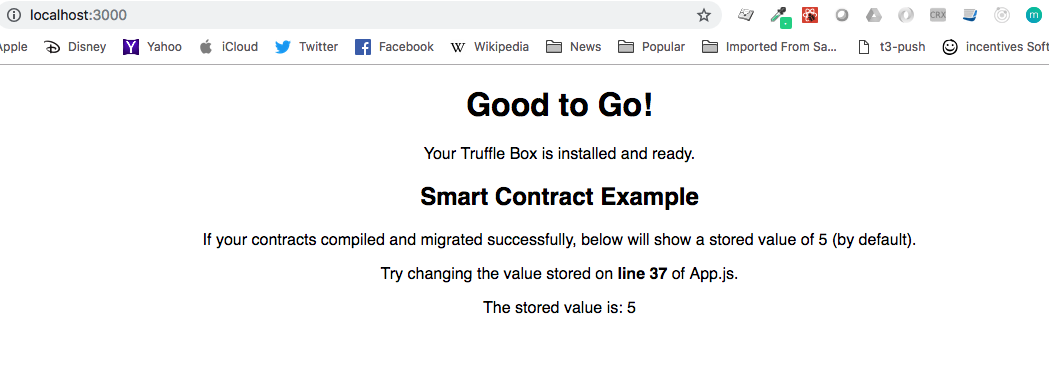 localhost:3000
Apple Disney Yahoo iCloud Twitter Facebook Wikipedia News Popular Imported From Sa... t3-push incentives Soft
Good to Go!
Your Truffle Box is installed and ready.
Smart Contract Example
If your contracts compiled and migrated successfully, below will show a stored value of 5 (by default).
Try changing the value stored on line 37 of App.js.
The stored value is: 5